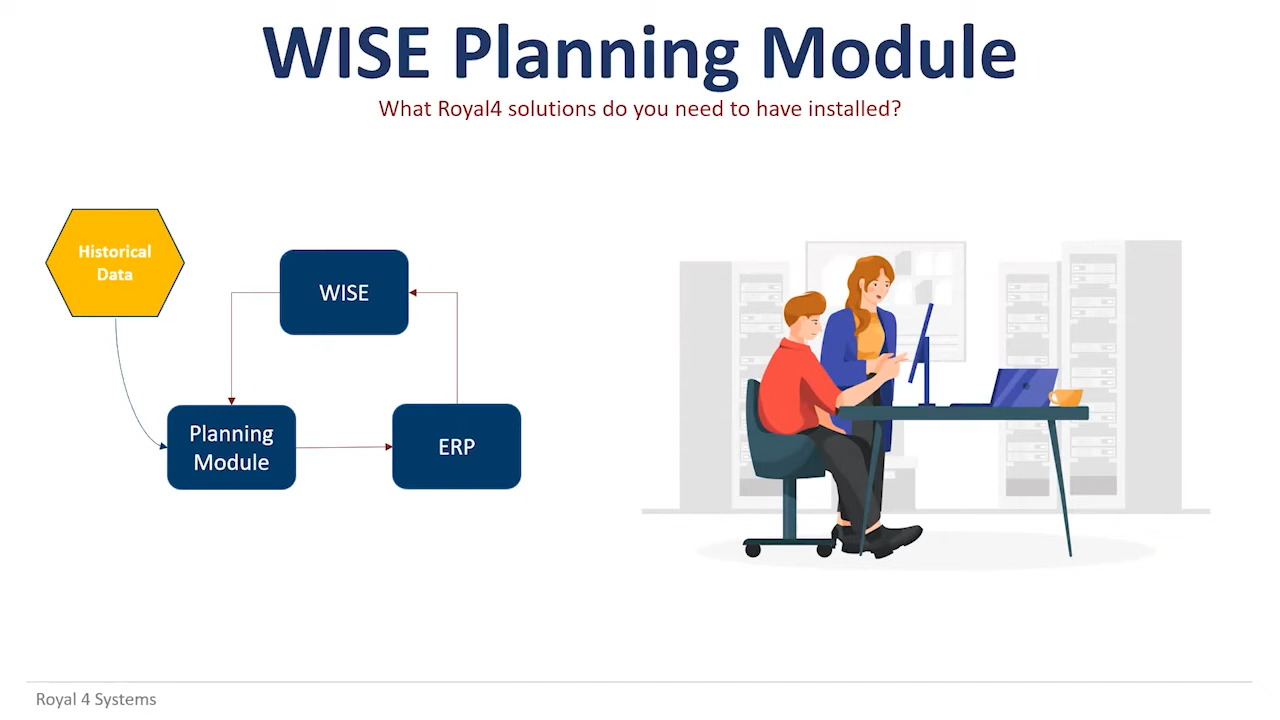 WISE Planning Module
What Royal4 solutions do you need to have installed?
Historical
Data
WISE
Planning
Module
ERP
Royal 4 Systems